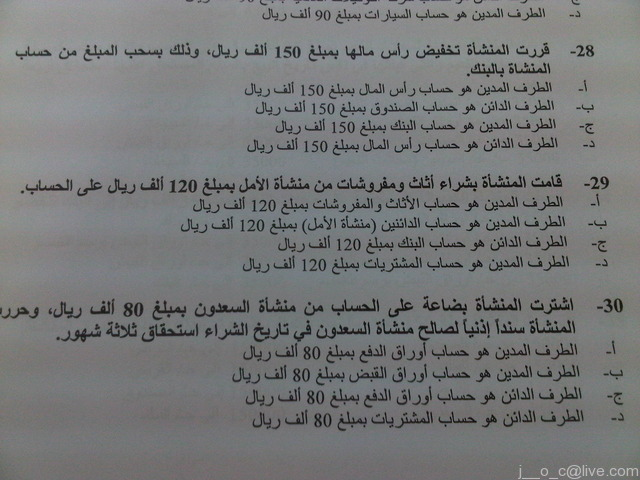 د- الطرف المدين هو حساب السيارات بمبلغ 90 ألف ريال
28- قررت المنشأة تخفيض رأس مالها بمبلغ 150 ألف ريال، وذلك بسحب المبلغ من حساب
المنشاة بالبنك.
أ- الطرف المدين هو حساب رأس المال بمبلغ 150 ألف ريال
ب- الطرف الدائن هو حساب الصندوق بمبلغ 150 ألف ريال
ج- الطرف المدين هو حساب البنك بمبلغ 150 ألف ريال
د- الطرف الدائن هو حساب رأس المال بمبلغ 150 ألف ريال
29- قامت المنشأة بشراء أثاث ومفروشات من منشأة الأمل بمبلغ 120 ألف ريال على الحساب.
أ- الطرف المدين هو حساب الأثاث والمفروشات بمبلغ 120 ألف ريال
ب- الطرف المدين هو حساب الدائنين (منشأة الأمل) بمبلغ 120 ألف ريال
ج- الطرف الدائن هو حساب البنك بمبلغ 120 ألف ريال
د- الطرف المدين هو حساب المشتريات بمبلغ 120 ألف ريال
30- اشترت المنشأة بضاعة على الحساب من منشأة السعدون بمبلغ 80 ألف ريال، وحررت
المنشأة سنداً إذنياً لصالح منشأة السعدون في تاريخ الشراء استحقاق ثلاثة شهور.
أ- الطرف المدين هو حساب أوراق الدفع بمبلغ 80 ألف ريال
ب- الطرف المدين هو حساب أوراق القبض بمبلغ 80 ألف ريال
ج- الطرف الدائن هو حساب أوراق الدفع بمبلغ 80 ألف ريال
د- الطرف الدائن هو حساب المشتريات بمبلغ 80 ألف ريال
j__o_c@live.com